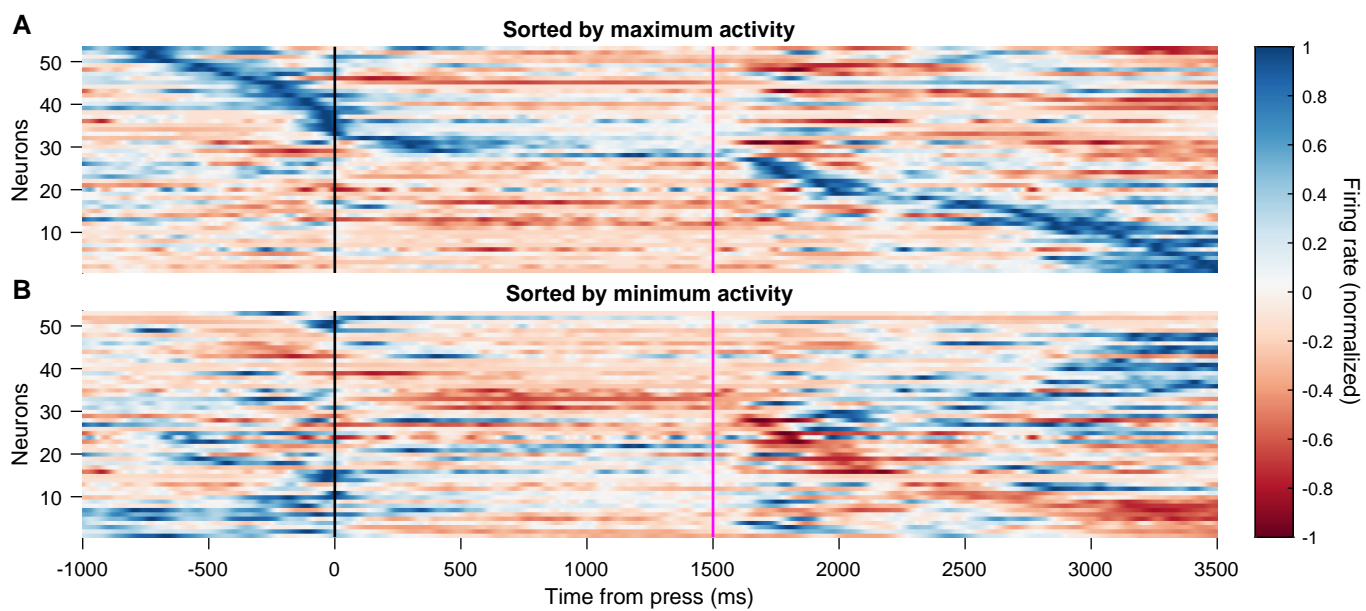 A
Sorted by maximum activity
50
40
30
20
10
Neurons
B
Sorted by minimum activity
50
40
30
20
10
Neurons
-1000 -500 0 500 1000 1500 2000 2500 3000 3500
Time from press (ms)
1
0.8
0.6
0.4
0.2
0
-0.2
-0.4
-0.6
-0.8
-1
Firing rate (normalized)